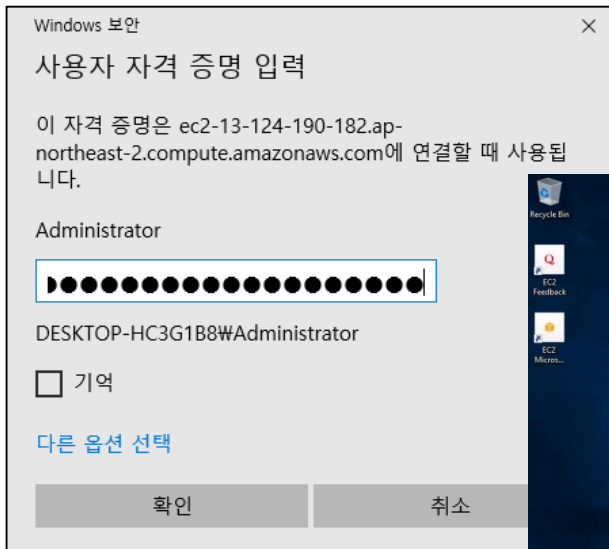 Windows 보안
사용자 자격 증명 입력
이 자격 증명은 ec2-13-124-190-182.ap-
northeast-2.compute.amazonaws.com에 연결할 때 사용됩
니다.
Administrator
DESKTOP-HC3G1B8₩Administrator
기억
다른 옵션 선택
확인
취소
Recycle Bin
Q
EC2
Feedback
EC2
Micros...